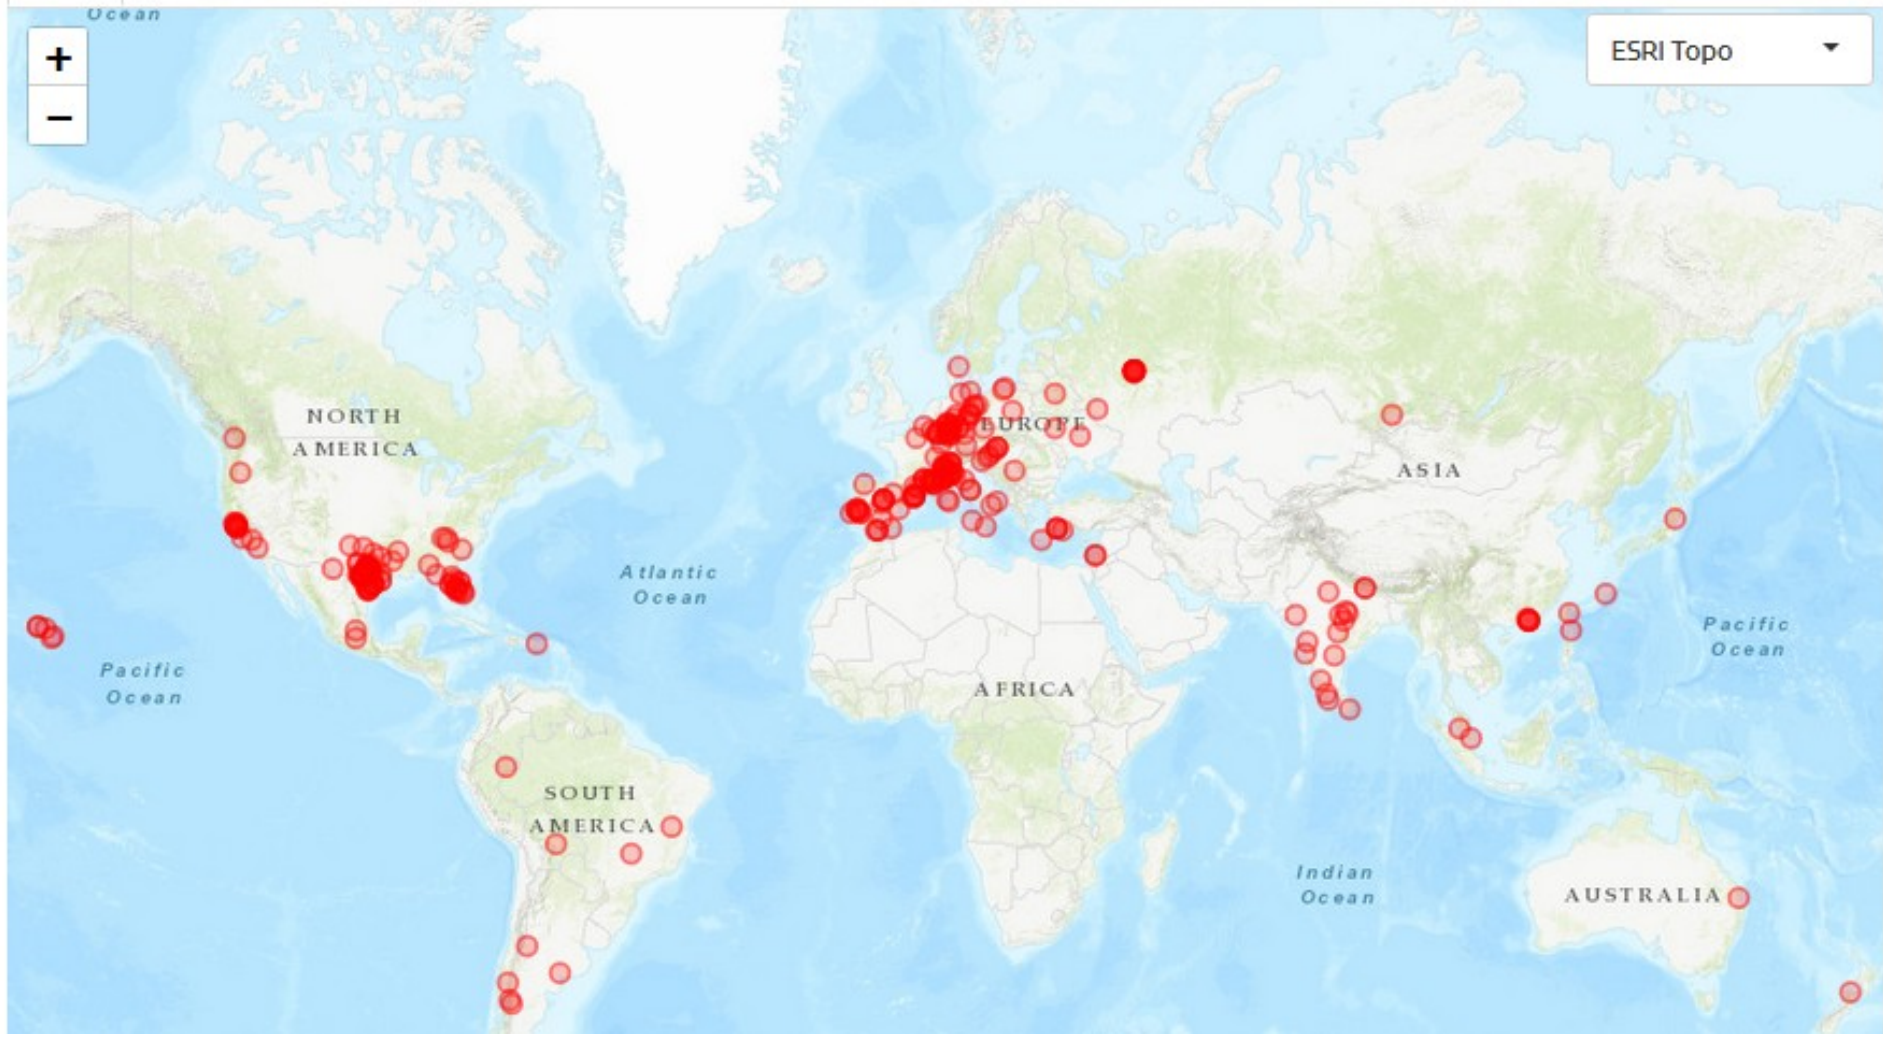 Ocean
+
ESRI Topo
−
NORTH
AMERICA
EUROPE
ASIA
Atlantic
Ocean
Pacific
Ocean
Pacific
Ocean
AFRICA
SOUTH
AMERICA
Indian
Ocean
AUSTRALIA